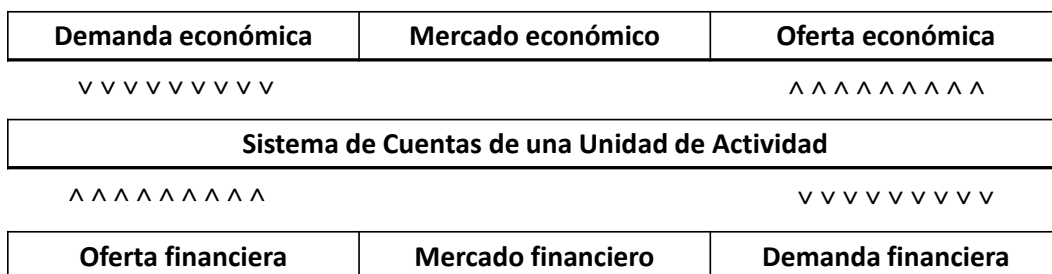 Demanda económica Mercado económico Oferta económica
v v v v v v v v v ^ ^ ^ ^ ^ ^ ^ ^ ^
Sistema de Cuentas de una Unidad de Actividad
^ ^ ^ ^ ^ ^ ^ ^ ^ v v v v v v v v v
Oferta financiera Mercado financiero Demanda financiera